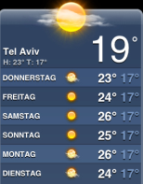 19°
Tel Aviv
H: 23° T: 17°
DONNERSTAG 23° 17°
FREITAG 24° 17°
SAMSTAG 26° 17°
SONNTAG 25° 17°
MONTAG 26° 17°
DIENSTAG 24° 17°